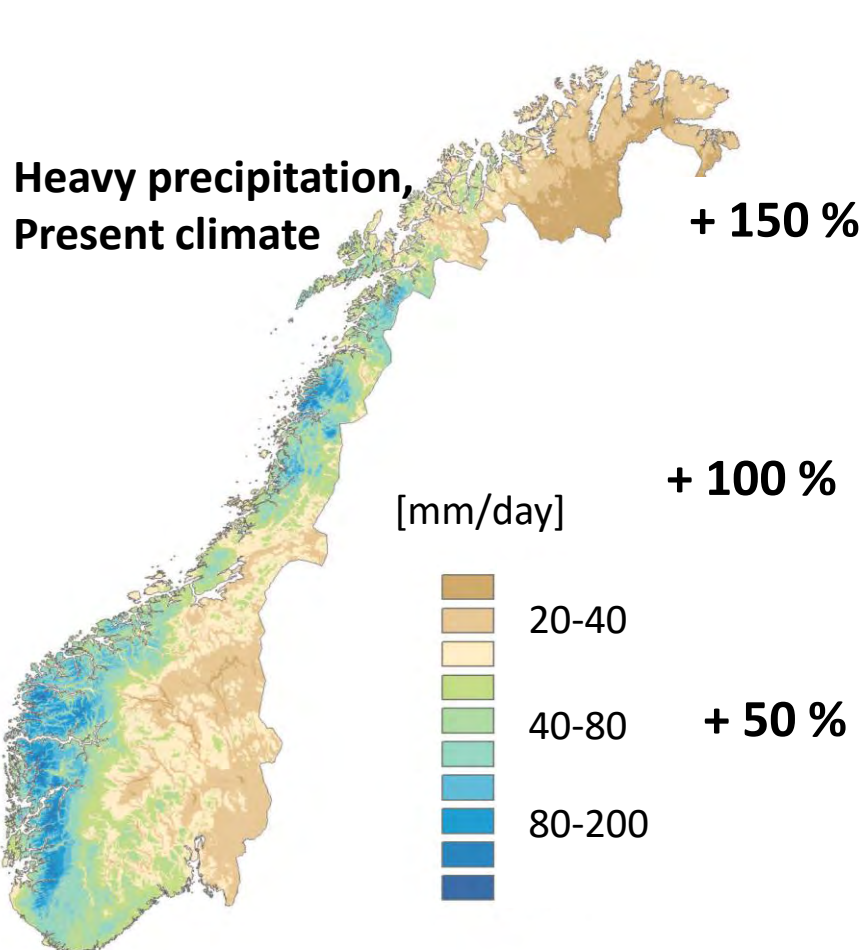 Heavy precipitation,
Present climate
+ 150 %
+ 100 %
[mm/day]
20-40
40-80
+ 50 %
80-200